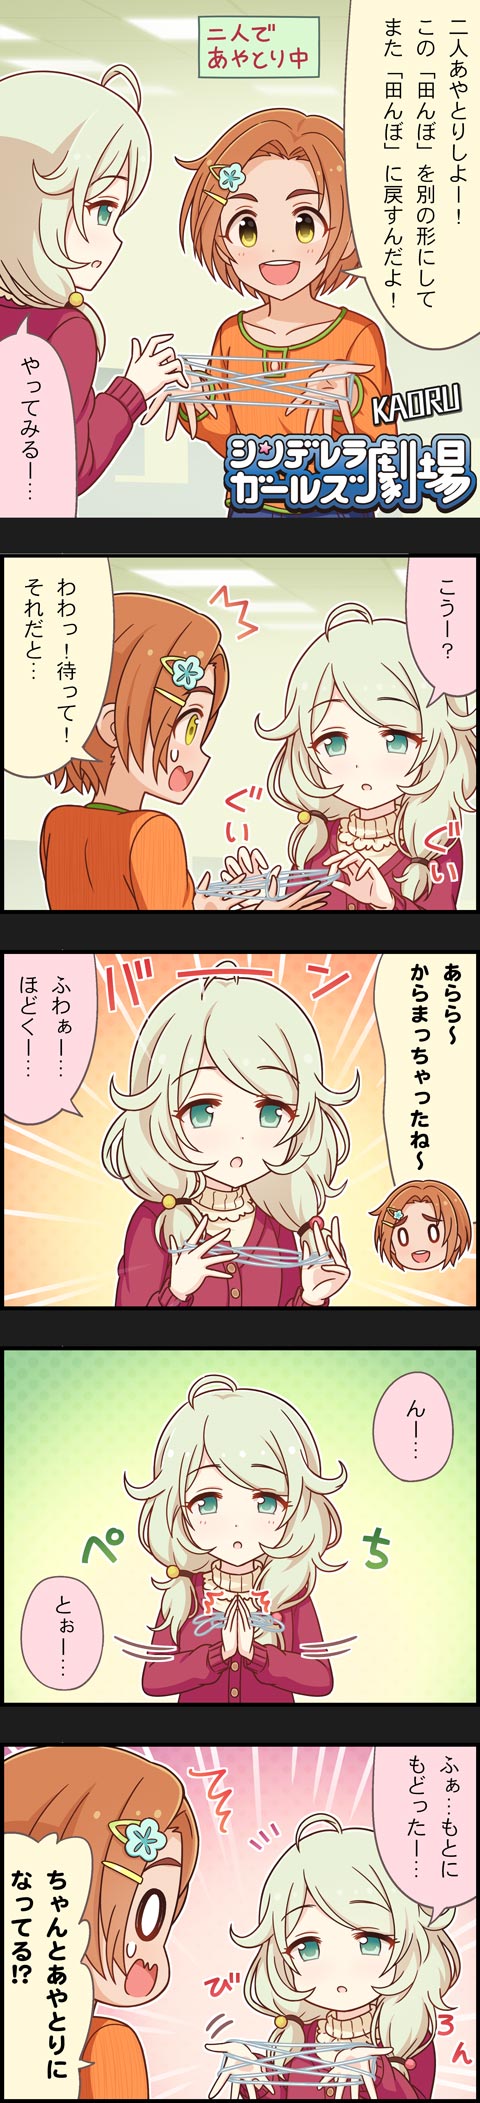 二人で
あやとり中
二人あやとりしよー！
この「田んぼ」を別の形にして
また「田んぼ」に戻すんだよ！
やってみるー…
KAORU
シンデレラ
ガールズ劇場
こうー？
わわっ！待って！
それだと…
ぐい
ぐい
バーン
あらら〜
からまっちゃったね〜
ふわぁー…
ほどくー…
んー…
ぺち
とぉー…
ふぁ…もとに
もどったー…
びろん
ちゃんとあやとりに
なってる!?